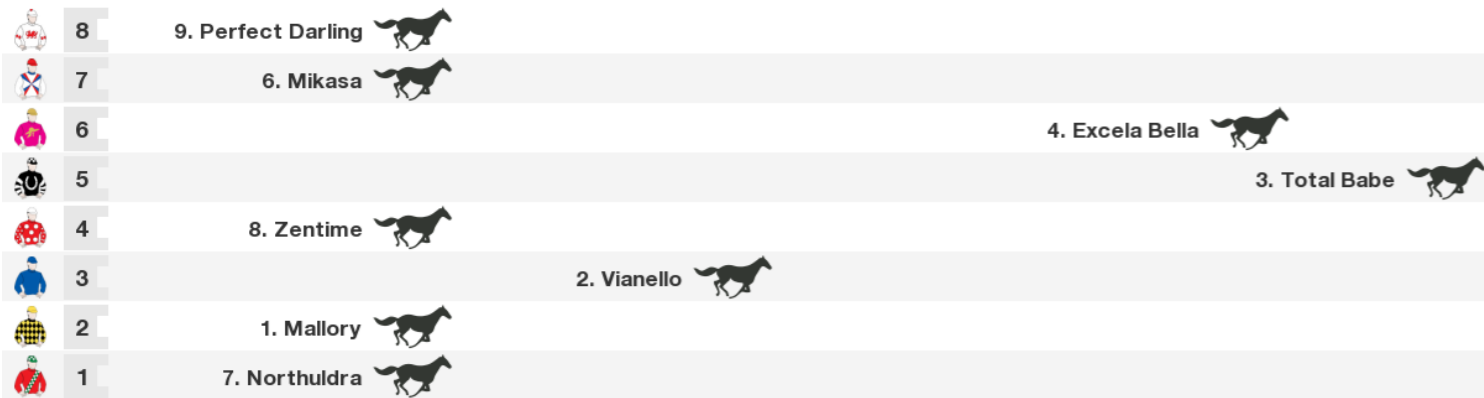 8 9. Perfect Darling
7 6. Mikasa
6 4. Excela Bella
5 3. Total Babe
4 8. Zentime
3 2. Vianello
2 1. Mallory
1 7. Northuldra